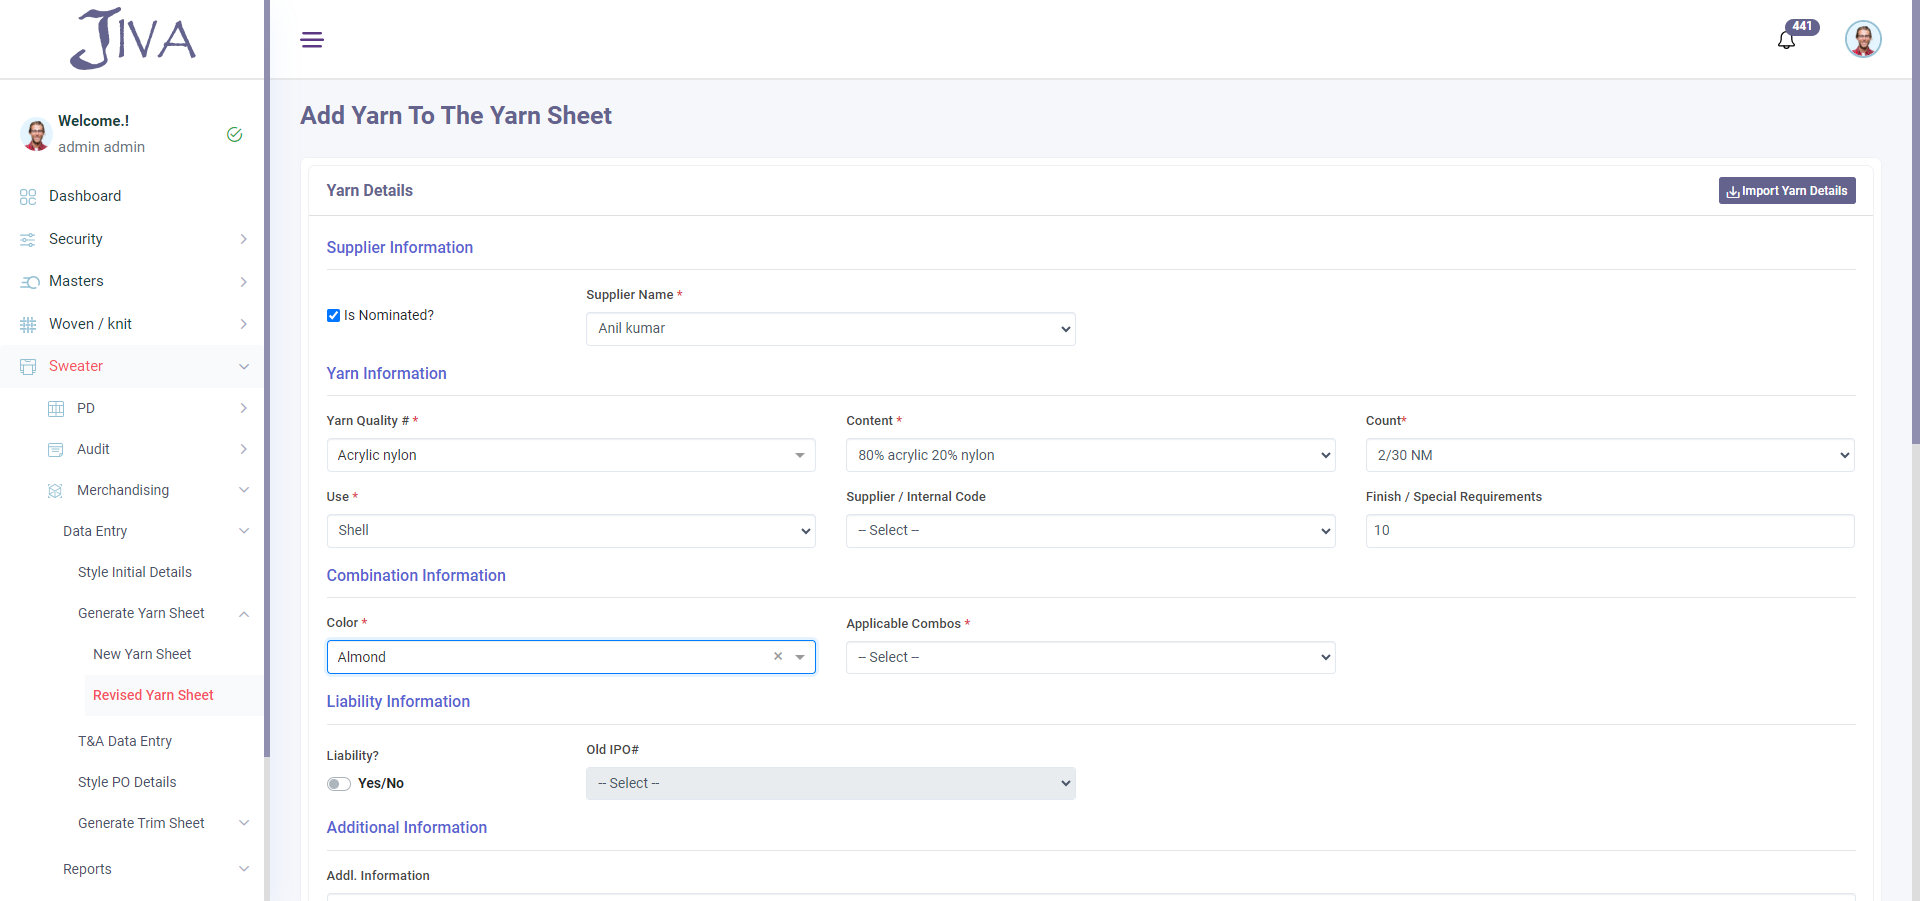 JIVA
441
Welcome.!
admin admin
Dashboard
Security
Masters
Woven / knit
Sweater
PD
Audit
Merchandising
Data Entry
Style Initial Details
Generate Yarn Sheet
New Yarn Sheet
Revised Yarn Sheet
T&A Data Entry
Style PO Details
Generate Trim Sheet
Reports
Add Yarn To The Yarn Sheet
Yarn Details
Import Yarn Details
Supplier Information
Is Nominated?
Supplier Name *
Anil kumar
Yarn Information
Yarn Quality # *
Content *
Count*
Acrylic nylon
80% acrylic 20% nylon
2/30 NM
Use *
Supplier / Internal Code
Finish / Special Requirements
Shell
-- Select --
10
Combination Information
Color *
Applicable Combos *
Almond
-- Select --
Liability Information
Liability?
Old IPO#
Yes/No
-- Select --
Additional Information
Addl. Information